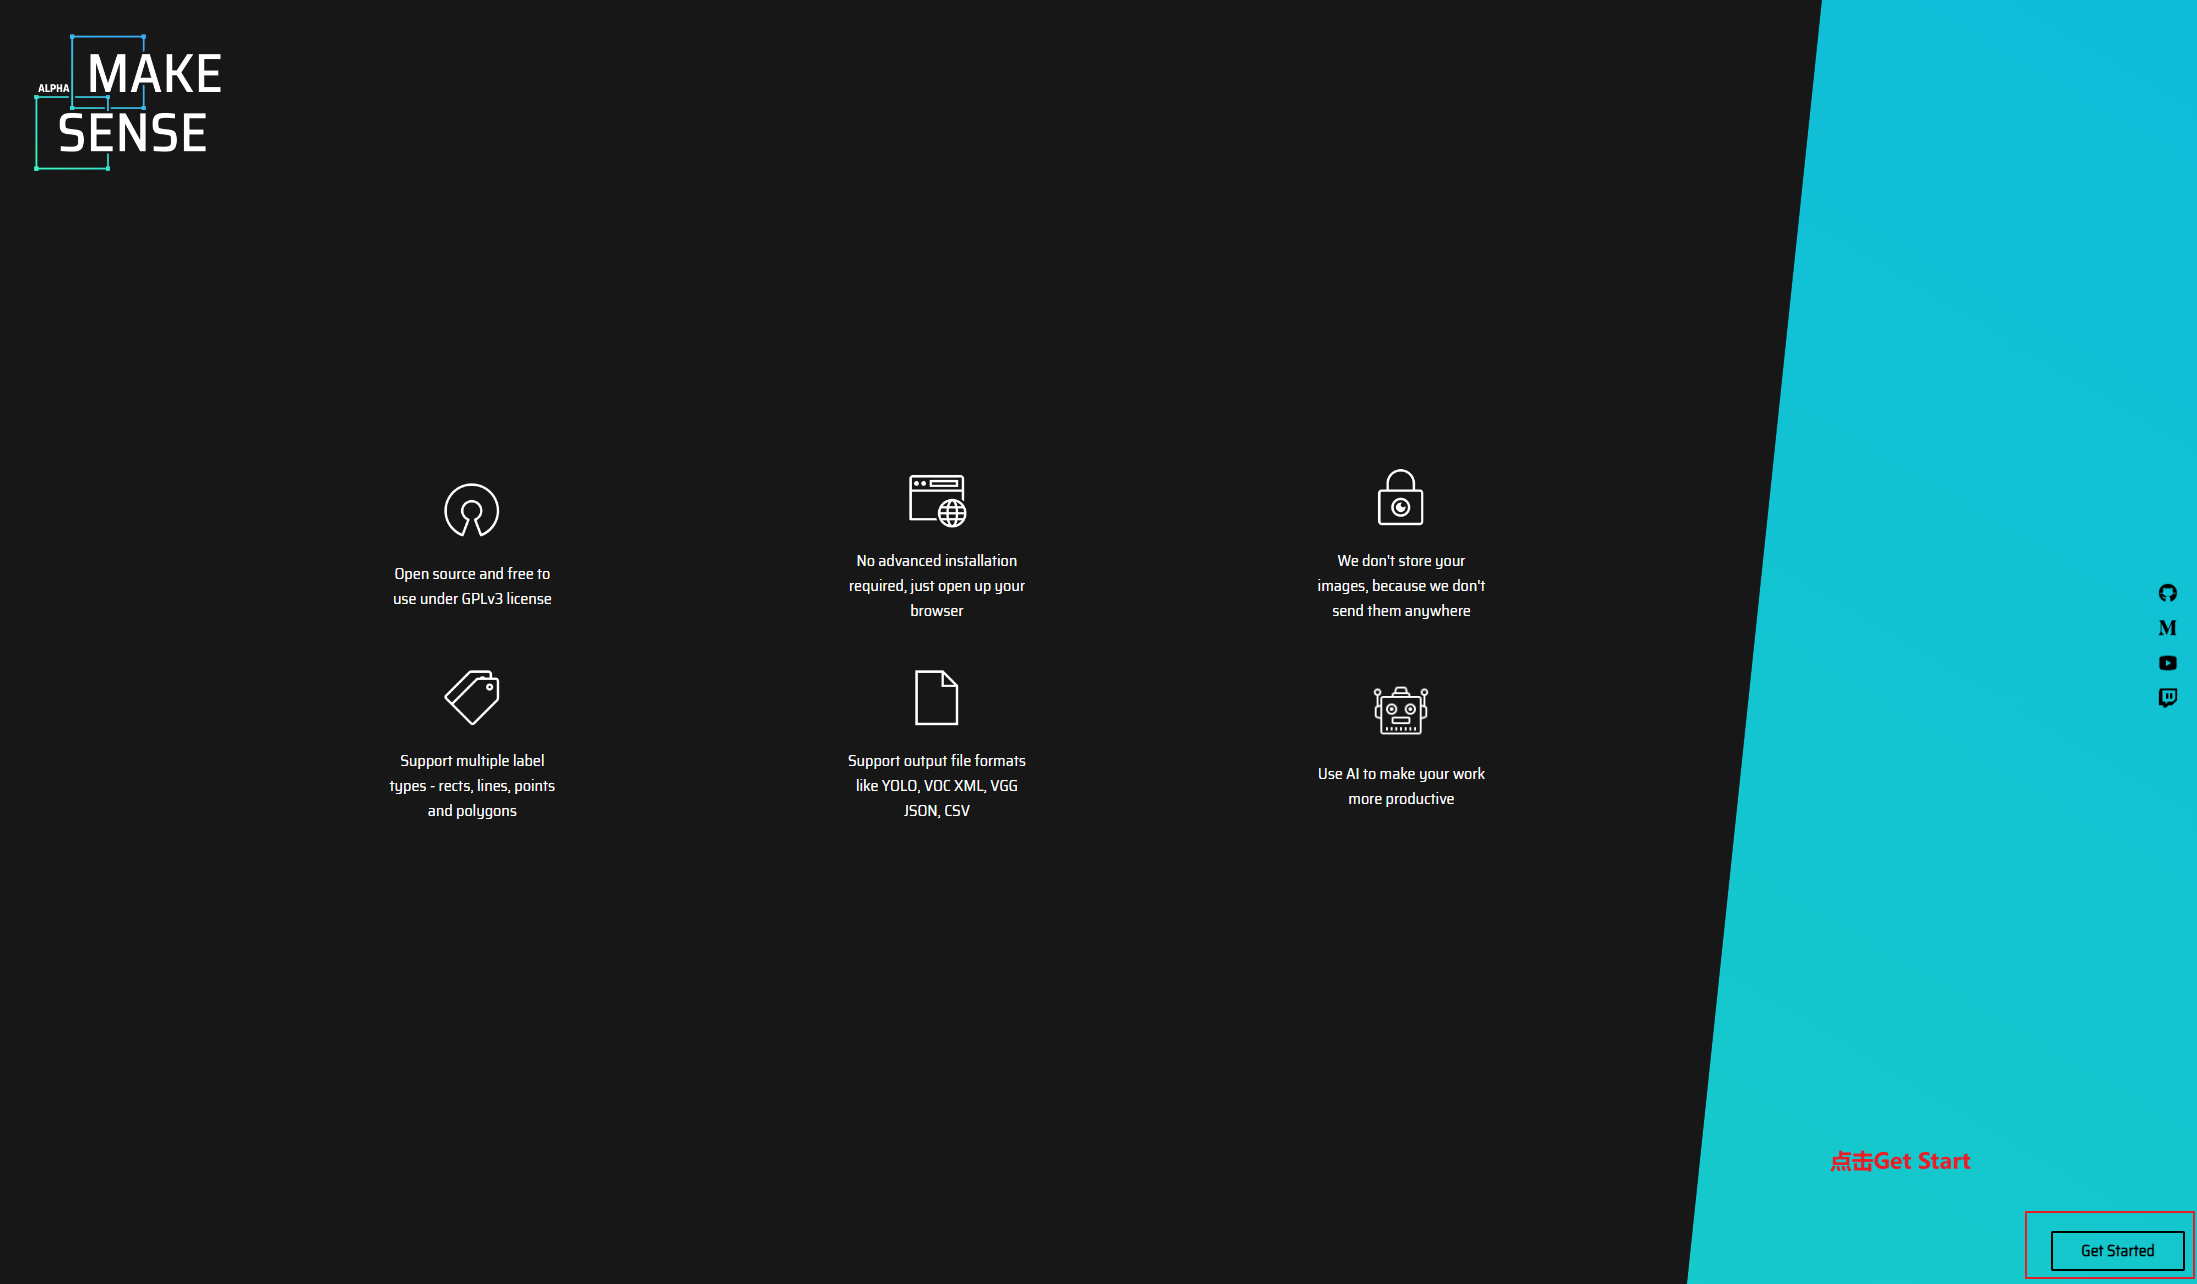 MAKE
ALPHA
SENSE
Open source and free to
use under GPLv3 license
No advanced installation
required, just open up your
browser
We don't store your
images, because we don't
send them anywhere
Support multiple label
types - rects, lines, points
and polygons
Support output file formats
like YOLO, VOC XML, VGG
JSON, CSV
Use AI to make your work
more productive
点击Get Start
Get Started